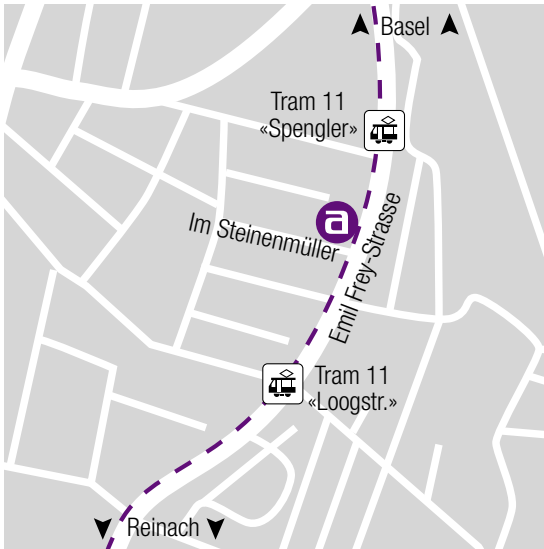 Basel
Tram 11
«Spengler»
a
Im Steinenmüller
Emil Frey-Strasse
Tram 11
«Loogstr.»
Reinach